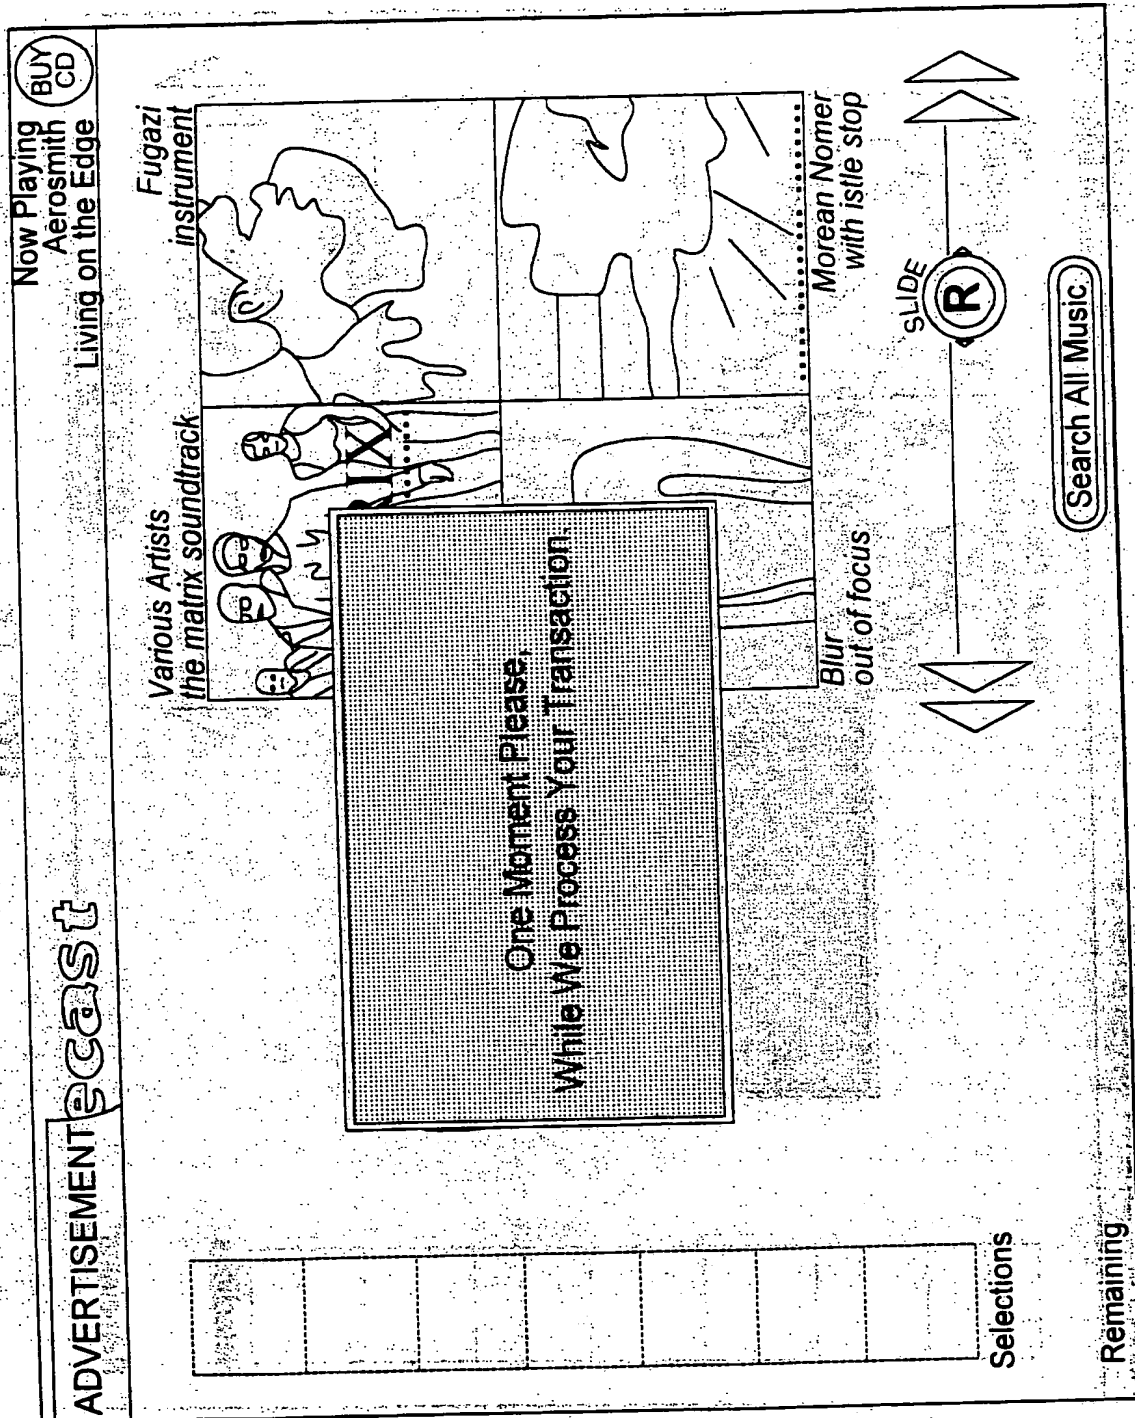 ADVERTISEMENT
ecast
Now Playing
Aerosmith
Living on the Edge
BUY
CD
Various Artists
the matrix soundtrack
Fugazi
instrument
IX
One Moment Please,
While We Process Your Transaction.
Blur
out of focus
Morean Nomer
with istle stop
SLIDE
R
Selections
Search All Music
Remaining